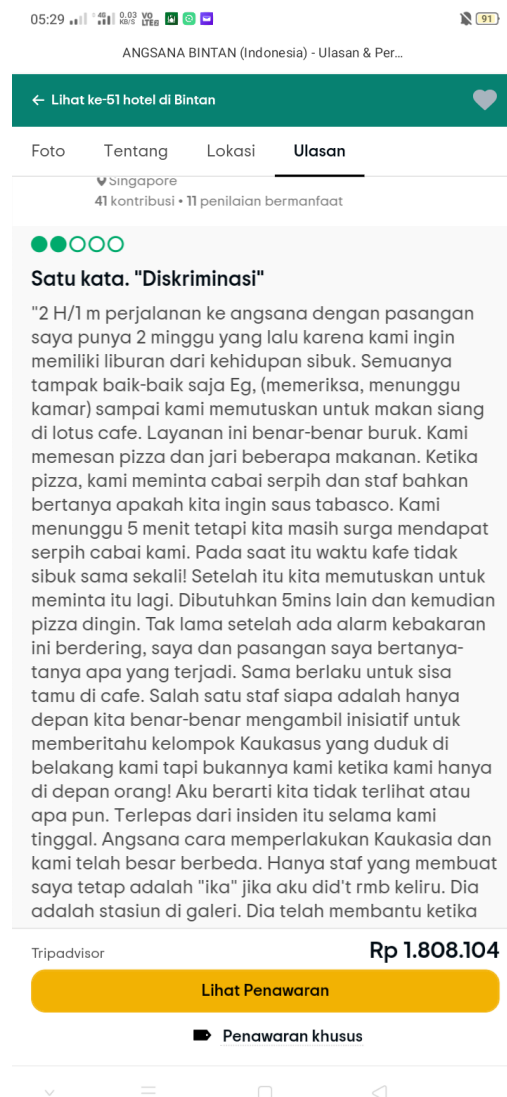 05:29
4G
0.03 KB/S
VO LTE
91
ANGSANA BINTAN (Indonesia) - Ulasan & Per...
← Lihat ke-51 hotel di Bintan
Foto Tentang Lokasi Ulasan
Singapore
41 kontribusi • 11 penilaian bermanfaat
Satu kata. "Diskriminasi"
"2 H/1 m perjalanan ke angsana dengan pasangan
saya punya 2 minggu yang lalu karena kami ingin
memiliki liburan dari kehidupan sibuk. Semuanya
tampak baik-baik saja Eg, (memeriksa, menunggu
kamar) sampai kami memutuskan untuk makan siang
di lotus cafe. Layanan ini benar-benar buruk. Kami
memesan pizza dan jari beberapa makanan. Ketika
pizza, kami meminta cabai serpih dan staf bahkan
bertanya apakah kita ingin saus tabasco. Kami
menunggu 5 menit tetapi kita masih surga mendapat
serpih cabai kami. Pada saat itu waktu kafe tidak
sibuk sama sekali! Setelah itu kita memutuskan untuk
meminta itu lagi. Dibutuhkan 5mins lain dan kemudian
pizza dingin. Tak lama setelah ada alarm kebakaran
ini berdering, saya dan pasangan saya bertanya-
tanya apa yang terjadi. Sama berlaku untuk sisa
tamu di cafe. Salah satu staf siapa adalah hanya
depan kita benar-benar mengambil inisiatif untuk
memberitahu kelompok Kaukasus yang duduk di
belakang kami tapi bukannya kami ketika kami hanya
di depan orang! Aku berarti kita tidak terlihat atau
apa pun. Terlepas dari insiden itu selama kami
tinggal. Angsana cara memperlakukan Kaukasia dan
kami telah besar berbeda. Hanya staf yang membuat
saya tetap adalah "ika" jika aku did't rmb keliru. Dia
adalah stasiun di galeri. Dia telah membantu ketika
Tripadvisor Rp 1.808.104
Lihat Penawaran
Penawaran khusus